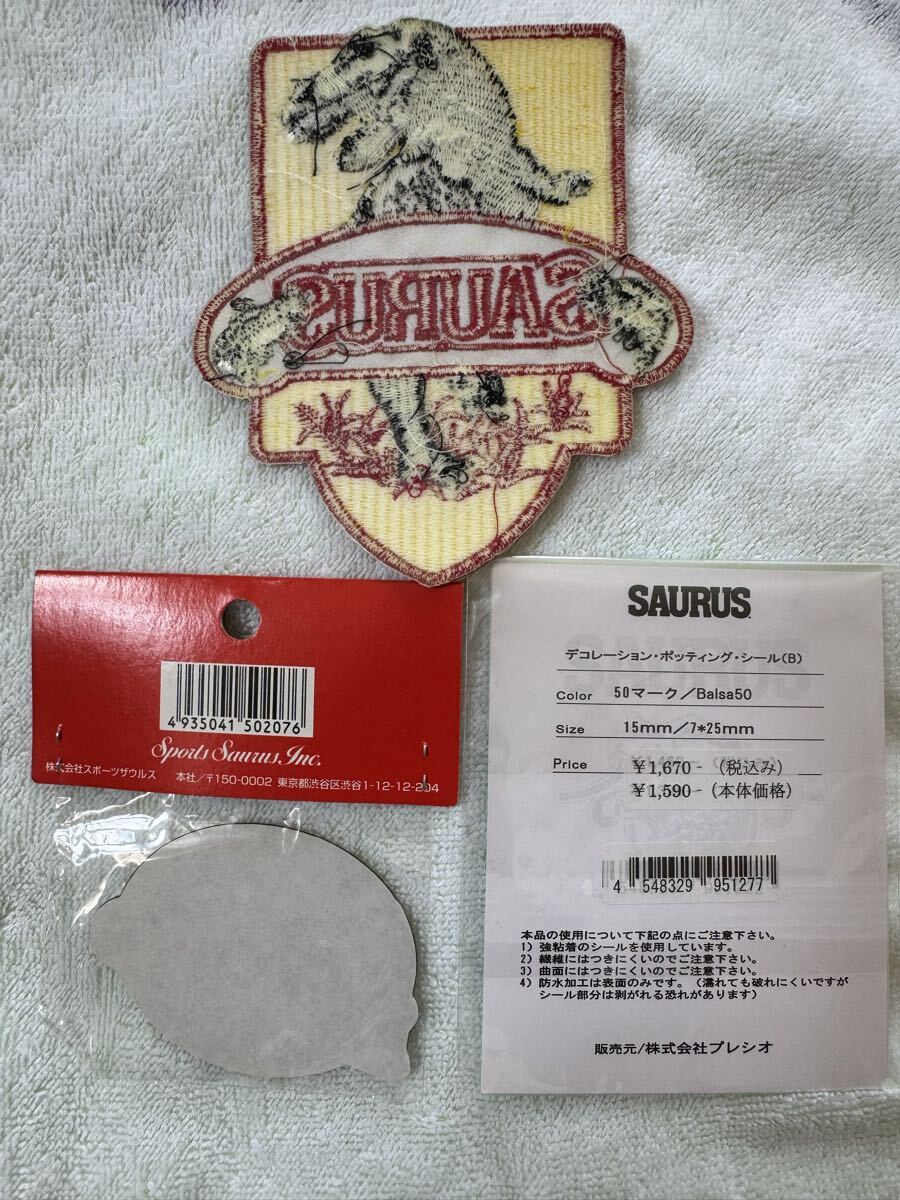 SAURUS
4 935041 502076
Sports Saurus, Inc.
株式会社スポーツザウルス 本社/〒150-0002 東京都渋谷区渋谷1-12-12-204
SAURUS
デコレーション・ポッティング・シール(B)
Color 50マーク/Balsa50
Size 15mm/7*25mm
Price ¥1,670-(税込み)
¥1,590-(本体価格)
4 548329 951277
本品の使用について下記の点にご注意下さい。
1) 強粘着のシールを使用しています。
2) 繊維にはつきにくいのでご注意下さい。
3) 曲面にはつきにくいのでご注意下さい。
4) 防水加工は表面のみです。(濡れても破れにくいですが
シール部分は剥がれる恐れがあります)
販売元/株式会社プレシオ